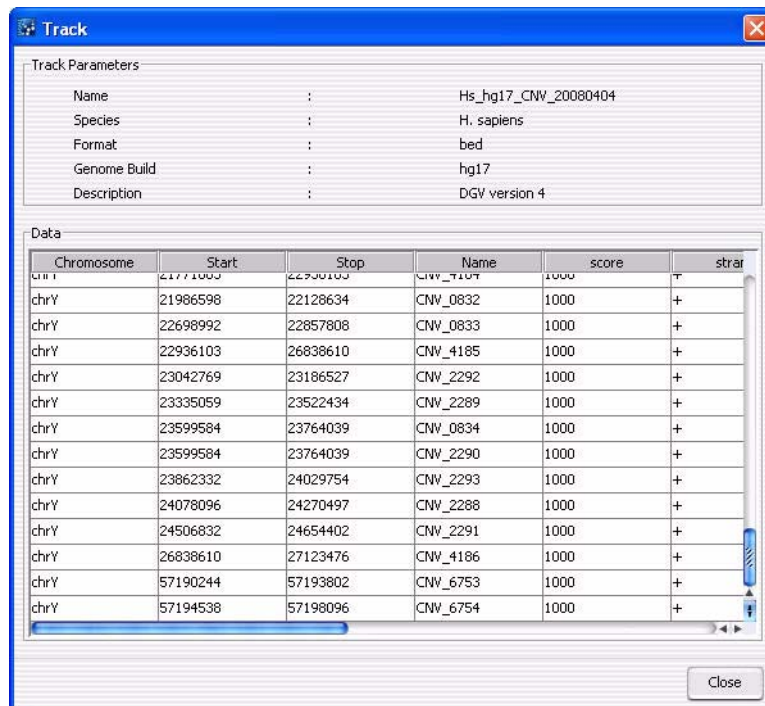 Track
Track Parameters
Name : Hs_hg17_CNV_20080404
Species : H. sapiens
Format : bed
Genome Build : hg17
Description : DGV version 4
Data
Chromosome Start Stop Name score
chrY 21986598 22128634 CNV_0832 1000 +
chrY 22698992 22857808 CNV_0833 1000 +
chrY 22936103 26838610 CNV_4185 1000 +
chrY 23042769 23186527 CNV_2292 1000 +
chrY 23335059 23522434 CNV_2289 1000 +
chrY 23599584 23764039 CNV_0834 1000 +
chrY 23599584 23764039 CNV_2290 1000 +
chrY 23862332 24029754 CNV_2293 1000 +
chrY 24078096 24270497 CNV_2288 1000 +
chrY 24506832 24654402 CNV_2291 1000 +
chrY 26838610 27123476 CNV_4186 1000 +
chrY 57190244 57193802 CNV_6753 1000 +
chrY 57194538 57198096 CNV_6754 1000 +
Close